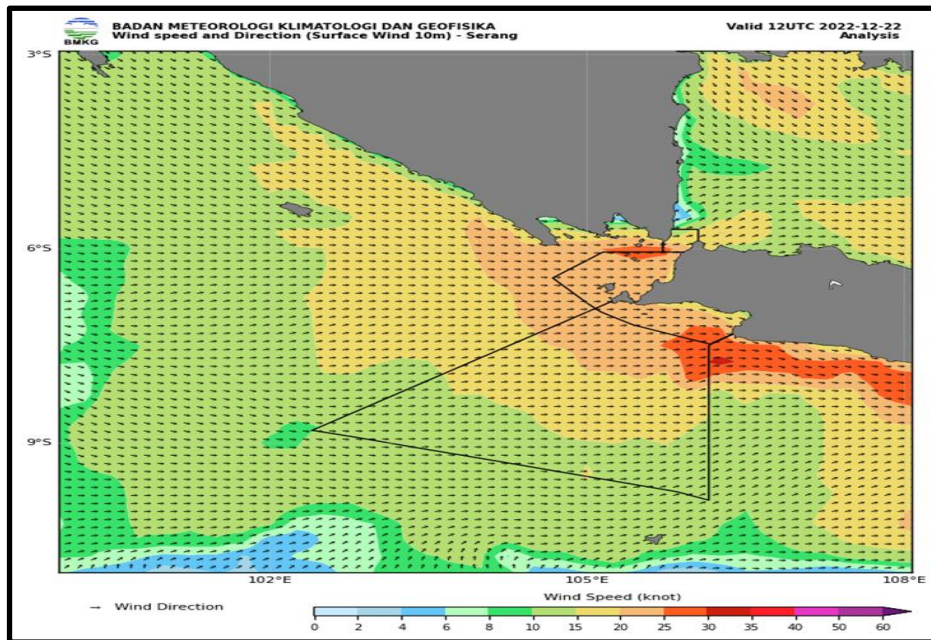 BADAN METEOROLOGI KLIMATOLOGI DAN GEOFISIKA
Wind speed and Direction (Surface Wind 10m) - Serang
Valid 12UTC 2022-12-22
Analysis
BMKG
3°S
6°S
9°S
102°E 105°E 108°E
Wind Direction
Wind Speed (knot)
0 2 4 6 8 10 15 20 25 30 35 40 50 60